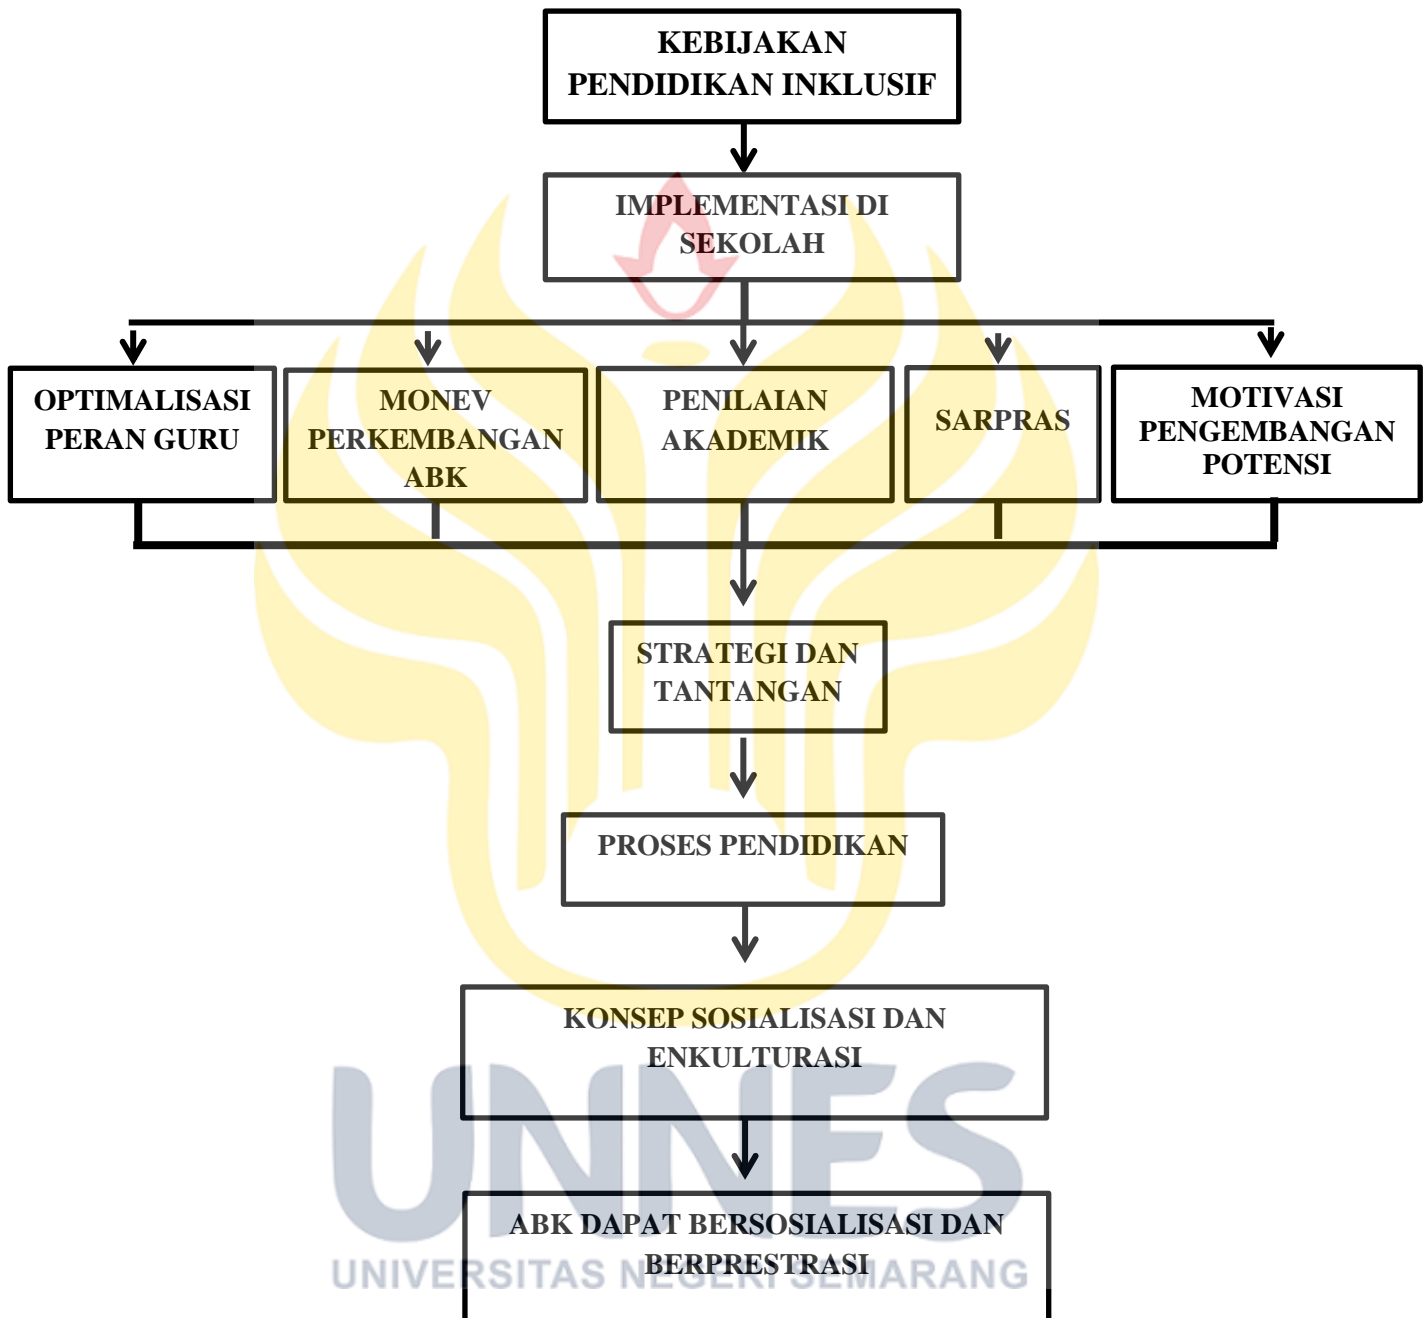 KEBIJAKAN
PENDIDIKAN INKLUSIF
IMPLEMENTASI DI
SEKOLAH
OPTIMALISASI
PERAN GURU
MONEV
PERKEMBANGAN
ABK
PENILAIAN
AKADEMIK
SARPRAS
MOTIVASI
PENGEMBANGAN
POTENSI
STRATEGI DAN
TANTANGAN
PROSES PENDIDIKAN
KONSEP SOSIALISASI DAN
ENKULTURASI
UNNES
ABK DAPAT BERSOSIALISASI DAN
BERPRESTRASI
UNIVERSITAS NEGERI SEMARANG